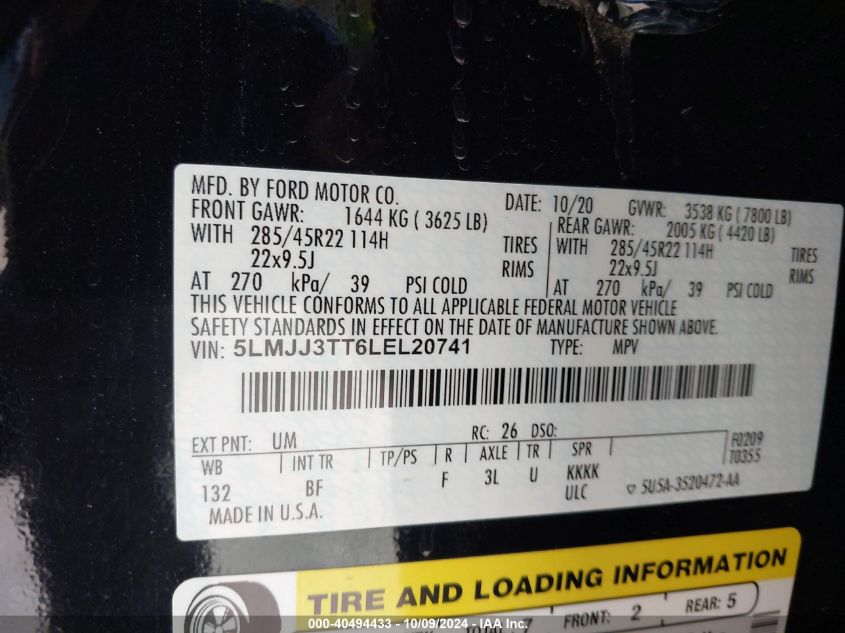 MFD. BY FORD MOTOR CO. DATE: 10/20 GVWR: 3538 KG ( 7800 LB)
FRONT GAWR: 1644 KG ( 3625 LB) REAR GAWR: 2005 KG ( 4420 LB)
WITH 285/45R22 114H TIRES WITH 285/45R22 114H TIRES
22x9.5J RIMS 22x9.5J RIMS
AT 270 kPa/ 39 PSI COLD AT 270 kPa/ 39 PSI COLD
THIS VEHICLE CONFORMS TO ALL APPLICABLE FEDERAL MOTOR VEHICLE
SAFETY STANDARDS IN EFFECT ON THE DATE OF MANUFACTURE SHOWN ABOVE.
VIN: 5LMJJ3TT6LEL20741 TYPE: MPV
EXT PNT: UM RC: 26 DSO: F0209
WB INT TR TP/PS R AXLE TR SPR T0355
132 BF F 3L U KKKK
ULC 5U5A-3520472-AA
MADE IN U.S.A.
TIRE AND LOADING INFORMATION
FRONT: 2 REAR: 5
000-40494433 - 10/09/2024 - IAA, Inc.